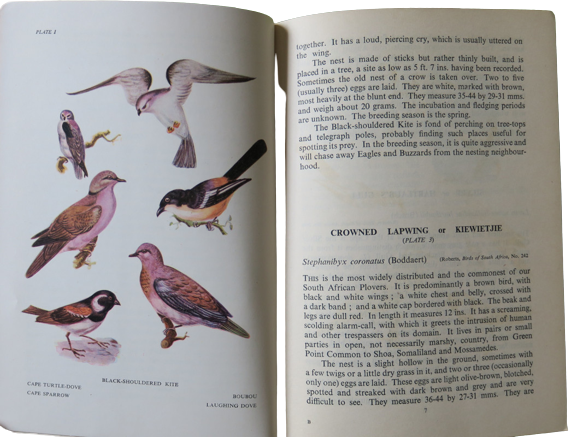 PLATE I
CAPE TURTLE-DOVE
CAPE SPARROW
BLACK-SHOULDERED KITE
BOUBOU
LAUGHING DOVE
together. It has a loud, piercing cry, which is usually uttered on
the wing.
The nest is made of sticks but rather thinly built, and is
placed in a tree, a site as low as 5 ft. 7 ins. having been recorded.
Sometimes the old nest of a crow is taken over. Two to five
(usually three) eggs are laid. They are white, marked with brown,
most heavily at the blunt end. They measure 35-44 by 29-31 mms.
and weigh about 20 grams. The incubation and fledging periods
are unknown. The breeding season is the spring.
The Black-shouldered Kite is fond of perching on tree-tops
and telegraph poles, probably finding such places useful for
spotting its prey. In the breeding season, it is quite aggressive and
will chase away Eagles and Buzzards from the nesting neighbour-
hood.
CROWNED LAPWING or KIEWIETJIE
(PLATE 3)
Stephanibyx coronatus (Boddaert) (Roberts, Birds of South Africa, No. 242
THIS is the most widely distributed and the commonest of our
South African Plovers. It is predominantly a brown bird, with
black and white wings ; 'a white chest and belly, crossed with
a dark band ; and a white cap bordered with black. The beak and
legs are dull red. In length it measures 12 ins. It has a screaming,
scolding alarm-call, with which it greets the intrusion of human
and other trespassers on its domain. It lives in pairs or small
parties in open, not necessarily marshy, country, from Green
Point Common to Shoa, Somaliland and Mossamedes.
The nest is a slight hollow in the ground, sometimes with
a few twigs or a little dry grass in it, and two or three (occasionally
only one) eggs are laid. These eggs are light olive-brown, blotched,
spotted and streaked with dark brown and grey and are very
difficult to see. They measure 36-44 by 27-31 mms. They are
7
B